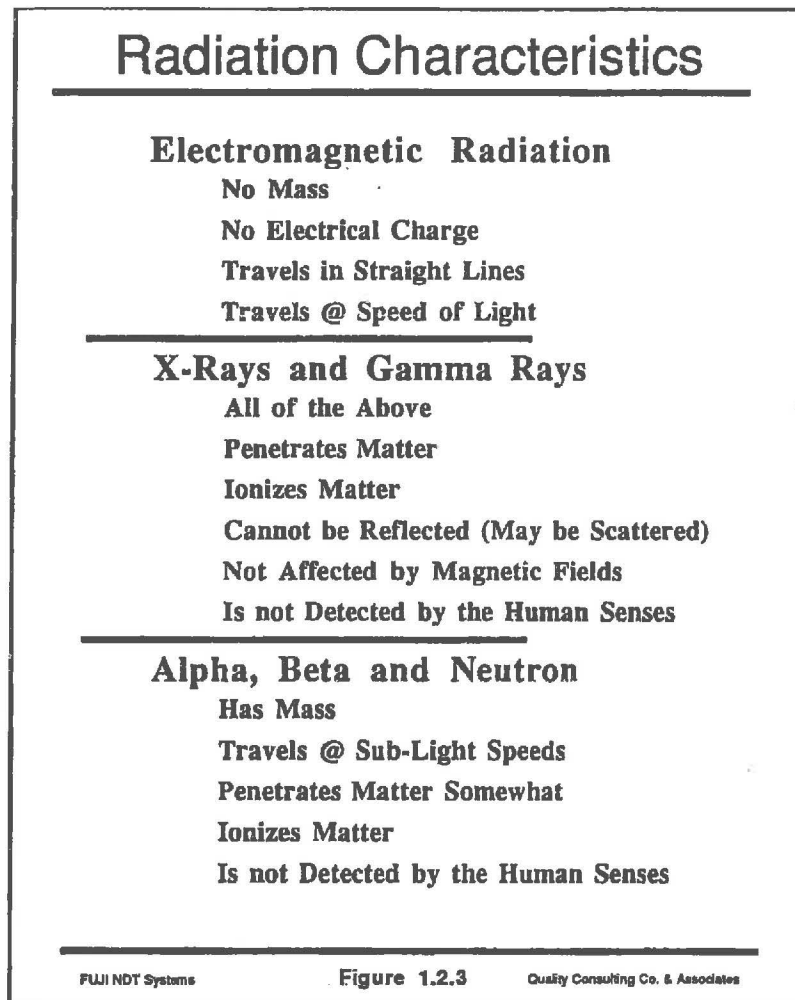 Radiation Characteristics
Electromagnetic Radiation
No Mass
No Electrical Charge
Travels in Straight Lines
Travels @ Speed of Light
X-Rays and Gamma Rays
All of the Above
Penetrates Matter
Ionizes Matter
Cannot be Reflected (May be Scattered)
Not Affected by Magnetic Fields
Is not Detected by the Human Senses
Alpha, Beta and Neutron
Has Mass
Travels @ Sub-Light Speeds
Penetrates Matter Somewhat
Ionizes Matter
Is not Detected by the Human Senses
FUJI NDT Systems Figure 1.2.3 Quality Consulting Co. & Associates